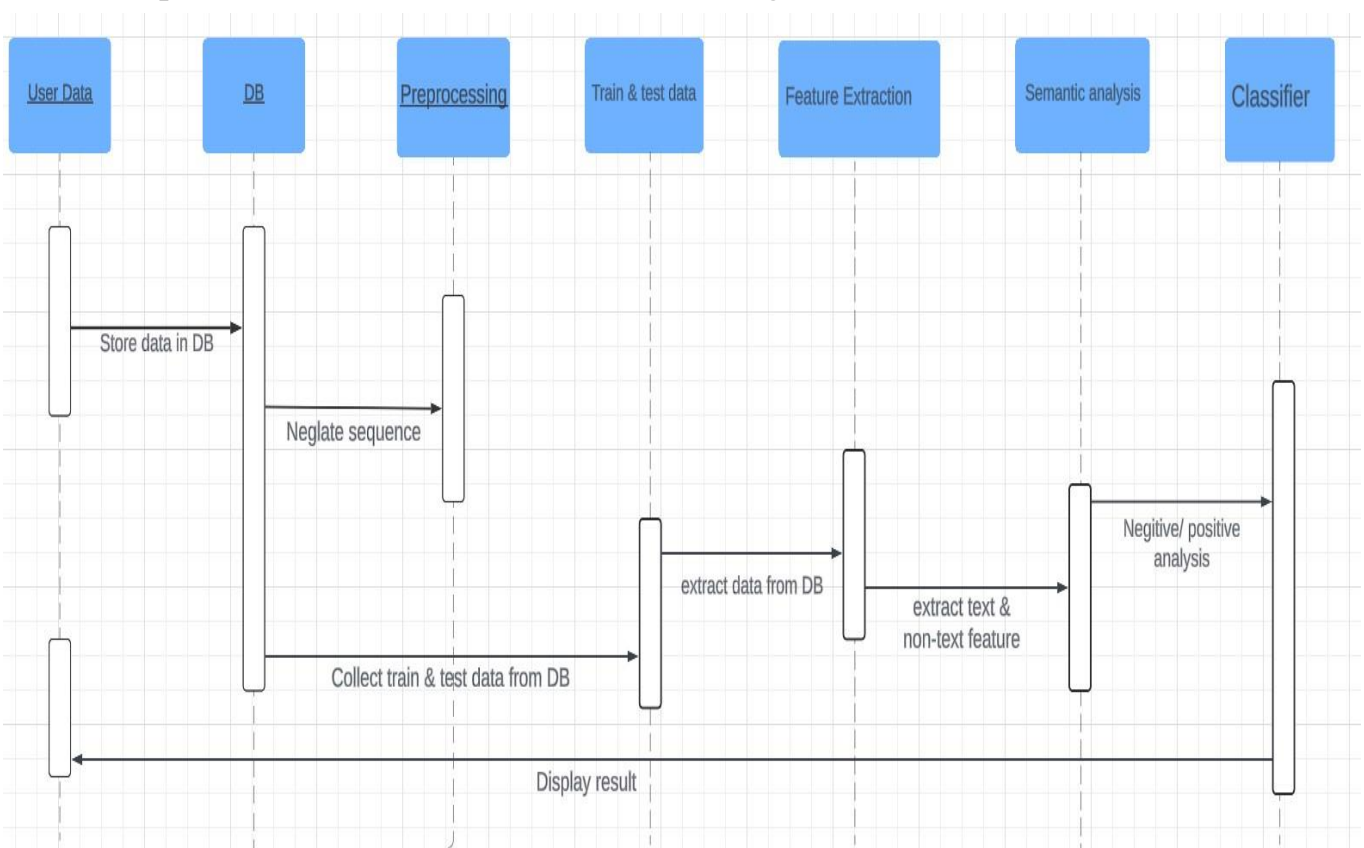 User Data
DB
Preprocessing
Train & test data
Feature Extraction
Semantic analysis
Classifier
Store data in DB
Neglate sequence
Negitive/ positive
analysis
extract data from DB
extract text &
non-text feature
Collect train & test data from DB
Display result